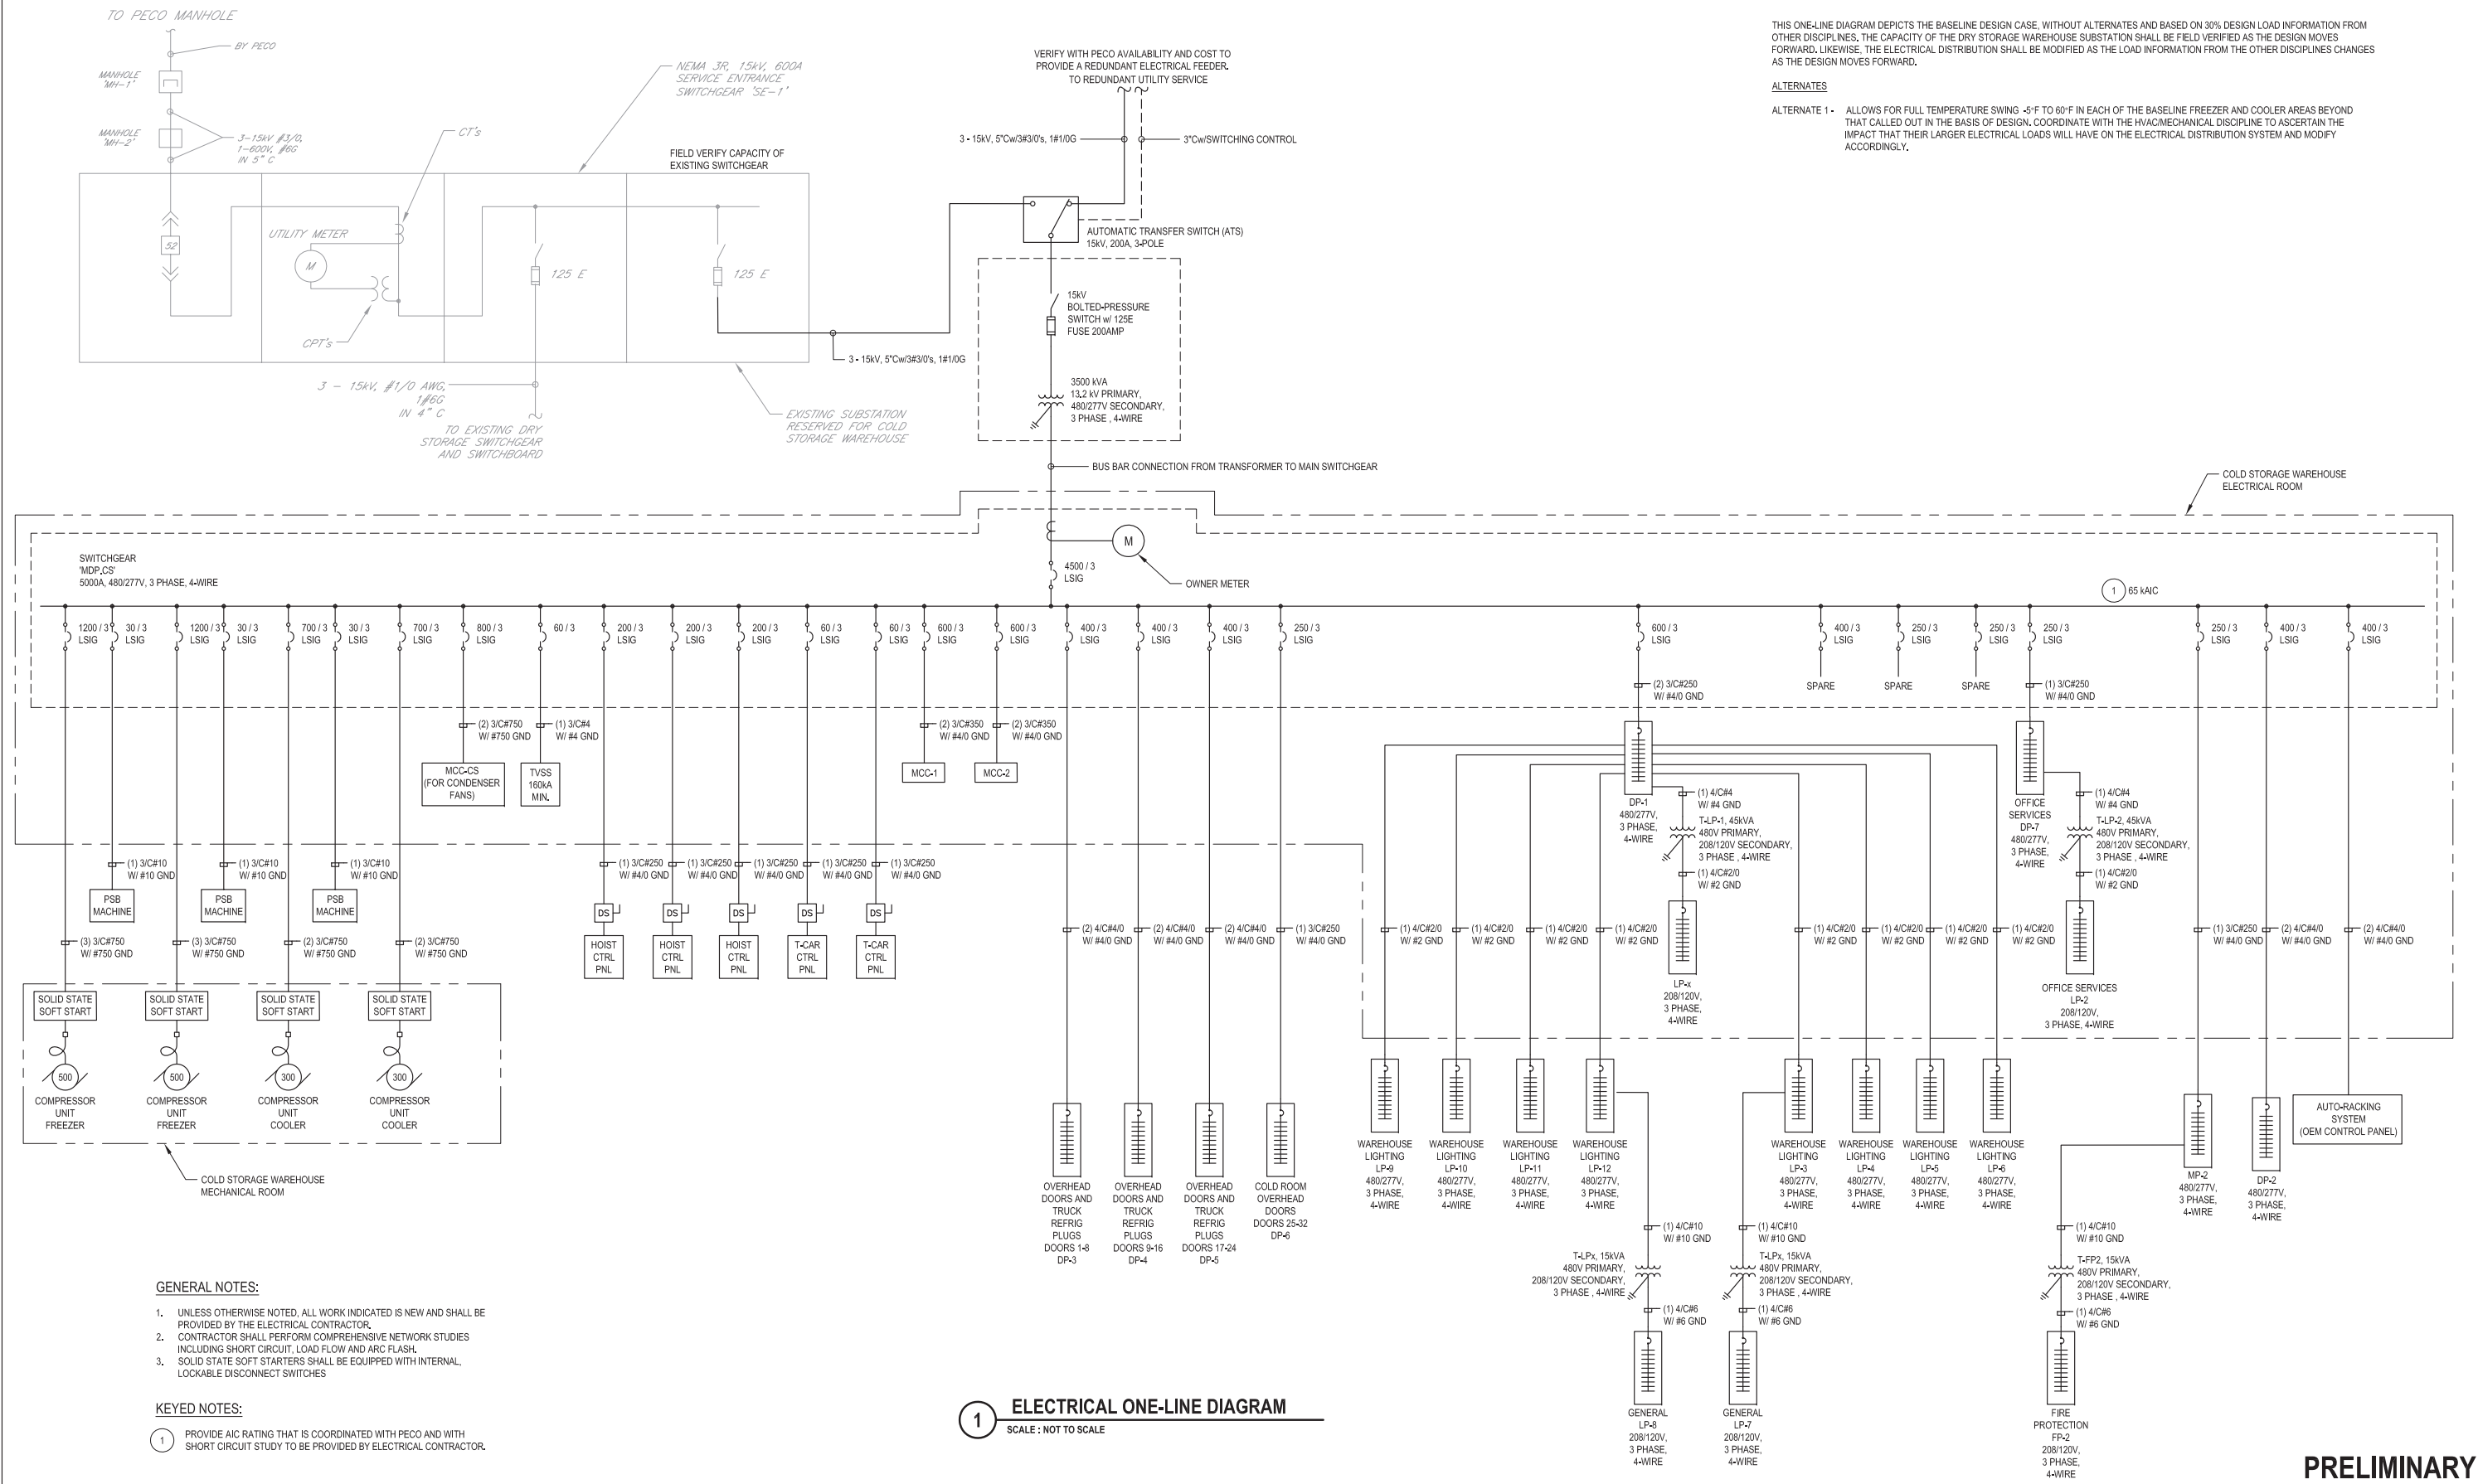 TO PECO MANHOLE
BY PECO
MANHOLE
'MH-1'
MANHOLE
'MH-2'
3-15kV #3/0,
1-600V, #6G
IN 5" C
NEMA 3R, 15kV, 600A
SERVICE ENTRANCE
SWITCHGEAR 'SE-1'
CT's
FIELD VERIFY CAPACITY OF
EXISTING SWITCHGEAR
52
UTILITY METER
M
CPT's
125 E
125 E
3 - 15kV, #1/0 AWG,
1#6G
IN 4" C
TO EXISTING DRY
STORAGE SWITCHGEAR
AND SWITCHBOARD
EXISTING SUBSTATION
RESERVED FOR COLD
STORAGE WAREHOUSE
3 - 15kV, 5"Cw/3#3/0's, 1#1/0G
VERIFY WITH PECO AVAILABILITY AND COST TO
PROVIDE A REDUNDANT ELECTRICAL FEEDER.
TO REDUNDANT UTILITY SERVICE
3 - 15kV, 5"Cw/3#3/0's, 1#1/0G
3"Cw/SWITCHING CONTROL
AUTOMATIC TRANSFER SWITCH (ATS)
15kV, 200A, 3-POLE
15kV
BOLTED-PRESSURE
SWITCH w/ 125E
FUSE 200AMP
3500 kVA
13.2 kV PRIMARY,
480/277V SECONDARY,
3 PHASE , 4-WIRE
BUS BAR CONNECTION FROM TRANSFORMER TO MAIN SWITCHGEAR
THIS ONE-LINE DIAGRAM DEPICTS THE BASELINE DESIGN CASE, WITHOUT ALTERNATES AND BASED ON 30% DESIGN LOAD INFORMATION FROM
OTHER DISCIPLINES. THE CAPACITY OF THE DRY STORAGE WAREHOUSE SUBSTATION SHALL BE FIELD VERIFIED AS THE DESIGN MOVES
FORWARD. LIKEWISE, THE ELECTRICAL DISTRIBUTION SHALL BE MODIFIED AS THE LOAD INFORMATION FROM THE OTHER DISCIPLINES CHANGES
AS THE DESIGN MOVES FORWARD.
ALTERNATES
ALTERNATE 1 - ALLOWS FOR FULL TEMPERATURE SWING -5°F TO 60°F IN EACH OF THE BASELINE FREEZER AND COOLER AREAS BEYOND
THAT CALLED OUT IN THE BASIS OF DESIGN. COORDINATE WITH THE HVAC/MECHANICAL DISCIPLINE TO ASCERTAIN THE
IMPACT THAT THEIR LARGER ELECTRICAL LOADS WILL HAVE ON THE ELECTRICAL DISTRIBUTION SYSTEM AND MODIFY
ACCORDINGLY.
COLD STORAGE WAREHOUSE
ELECTRICAL ROOM
SWITCHGEAR
'MDP.CS'
5000A, 480/277V, 3 PHASE, 4-WIRE
M
OWNER METER
4500 / 3
LSIG
1 65 kAIC
1200 / 3
LSIG
30 / 3
LSIG
1200 / 3
LSIG
30 / 3
LSIG
700 / 3
LSIG
30 / 3
LSIG
700 / 3
LSIG
800 / 3
LSIG
60 / 3
200 / 3
LSIG
200 / 3
LSIG
200 / 3
LSIG
60 / 3
LSIG
60 / 3
LSIG
600 / 3
LSIG
600 / 3
LSIG
400 / 3
LSIG
400 / 3
LSIG
400 / 3
LSIG
250 / 3
LSIG
600 / 3
LSIG
400 / 3
LSIG
250 / 3
LSIG
250 / 3
LSIG
250 / 3
LSIG
250 / 3
LSIG
400 / 3
LSIG
400 / 3
LSIG
SPARE
SPARE
SPARE
(2) 3/C#250
W/ #4/0 GND
(1) 3/C#250
W/ #4/0 GND
(2) 3/C#750
W/ #750 GND
(1) 3/C#4
W/ #4 GND
(2) 3/C#350
W/ #4/0 GND
(2) 3/C#350
W/ #4/0 GND
MCC-CS
(FOR CONDENSER
FANS)
TVSS
160kA
MIN.
MCC-1
MCC-2
DP-1
480/277V,
3 PHASE,
4-WIRE
(1) 4/C#4
W/ #4 GND
T-LP-1, 45kVA
480V PRIMARY,
208/120V SECONDARY,
3 PHASE , 4-WIRE
(1) 4/C#2/0
W/ #2 GND
LP-x
208/120V,
3 PHASE,
4-WIRE
OFFICE
SERVICES
DP-7
480/277V,
3 PHASE,
4-WIRE
(1) 4/C#4
W/ #4 GND
T-LP-2, 45kVA
480V PRIMARY,
208/120V SECONDARY,
3 PHASE , 4-WIRE
(1) 4/C#2/0
W/ #2 GND
OFFICE SERVICES
LP-2
208/120V,
3 PHASE, 4-WIRE
(1) 3/C#10
W/ #10 GND
(1) 3/C#10
W/ #10 GND
(1) 3/C#10
W/ #10 GND
PSB
MACHINE
PSB
MACHINE
PSB
MACHINE
(3) 3/C#750
W/ #750 GND
(3) 3/C#750
W/ #750 GND
(2) 3/C#750
W/ #750 GND
(2) 3/C#750
W/ #750 GND
(1) 3/C#250
W/ #4/0 GND
(1) 3/C#250
W/ #4/0 GND
(1) 3/C#250
W/ #4/0 GND
(1) 3/C#250
W/ #4/0 GND
(1) 3/C#250
W/ #4/0 GND
DS
DS
DS
DS
DS
HOIST
CTRL
PNL
HOIST
CTRL
PNL
HOIST
CTRL
PNL
T-CAR
CTRL
PNL
T-CAR
CTRL
PNL
(2) 4/C#4/0
W/ #4/0 GND
(2) 4/C#4/0
W/ #4/0 GND
(2) 4/C#4/0
W/ #4/0 GND
(1) 3/C#250
W/ #4/0 GND
(1) 4/C#2/0
W/ #2 GND
(1) 4/C#2/0
W/ #2 GND
(1) 4/C#2/0
W/ #2 GND
(1) 4/C#2/0
W/ #2 GND
(1) 4/C#2/0
W/ #2 GND
(1) 4/C#2/0
W/ #2 GND
(1) 4/C#2/0
W/ #2 GND
(1) 4/C#2/0
W/ #2 GND
(1) 3/C#250
W/ #4/0 GND
(2) 4/C#4/0
W/ #4/0 GND
(2) 4/C#4/0
W/ #4/0 GND
SOLID STATE
SOFT START
SOLID STATE
SOFT START
SOLID STATE
SOFT START
SOLID STATE
SOFT START
500
500
300
300
COMPRESSOR
UNIT
FREEZER
COMPRESSOR
UNIT
FREEZER
COMPRESSOR
UNIT
COOLER
COMPRESSOR
UNIT
COOLER
COLD STORAGE WAREHOUSE
MECHANICAL ROOM
OVERHEAD
DOORS AND
TRUCK
REFRIG
PLUGS
DOORS 1-8
DP-3
OVERHEAD
DOORS AND
TRUCK
REFRIG
PLUGS
DOORS 9-16
DP-4
OVERHEAD
DOORS AND
TRUCK
REFRIG
PLUGS
DOORS 17-24
DP-5
COLD ROOM
OVERHEAD
DOORS
DOORS 25-32
DP-6
WAREHOUSE
LIGHTING
LP-9
480/277V,
3 PHASE,
4-WIRE
WAREHOUSE
LIGHTING
LP-10
480/277V,
3 PHASE,
4-WIRE
WAREHOUSE
LIGHTING
LP-11
480/277V,
3 PHASE,
4-WIRE
WAREHOUSE
LIGHTING
LP-12
480/277V,
3 PHASE,
4-WIRE
WAREHOUSE
LIGHTING
LP-3
480/277V,
3 PHASE,
4-WIRE
WAREHOUSE
LIGHTING
LP-4
480/277V,
3 PHASE,
4-WIRE
WAREHOUSE
LIGHTING
LP-5
480/277V,
3 PHASE,
4-WIRE
WAREHOUSE
LIGHTING
LP-6
480/277V,
3 PHASE,
4-WIRE
MP-2
480/277V,
3 PHASE,
4-WIRE
DP-2
480/277V,
3 PHASE,
4-WIRE
AUTO-RACKING
SYSTEM
(OEM CONTROL PANEL)
(1) 4/C#10
W/ #10 GND
T-LPx, 15kVA
480V PRIMARY,
208/120V SECONDARY,
3 PHASE , 4-WIRE
(1) 4/C#6
W/ #6 GND
GENERAL
LP-8
208/120V,
3 PHASE,
4-WIRE
(1) 4/C#10
W/ #10 GND
T-LPx, 15kVA
480V PRIMARY,
208/120V SECONDARY,
3 PHASE , 4-WIRE
(1) 4/C#6
W/ #6 GND
GENERAL
LP-7
208/120V,
3 PHASE,
4-WIRE
(1) 4/C#10
W/ #10 GND
T-FP2, 15kVA
480V PRIMARY,
208/120V SECONDARY,
3 PHASE , 4-WIRE
(1) 4/C#6
W/ #6 GND
FIRE
PROTECTION
FP-2
208/120V,
3 PHASE,
4-WIRE
GENERAL NOTES:
1. UNLESS OTHERWISE NOTED, ALL WORK INDICATED IS NEW AND SHALL BE
PROVIDED BY THE ELECTRICAL CONTRACTOR.
2. CONTRACTOR SHALL PERFORM COMPREHENSIVE NETWORK STUDIES
INCLUDING SHORT CIRCUIT, LOAD FLOW AND ARC FLASH.
3. SOLID STATE SOFT STARTERS SHALL BE EQUIPPED WITH INTERNAL,
LOCKABLE DISCONNECT SWITCHES
KEYED NOTES:
1 PROVIDE AIC RATING THAT IS COORDINATED WITH PECO AND WITH
SHORT CIRCUIT STUDY TO BE PROVIDED BY ELECTRICAL CONTRACTOR.
1 ELECTRICAL ONE-LINE DIAGRAM
SCALE : NOT TO SCALE
PRELIMINARY